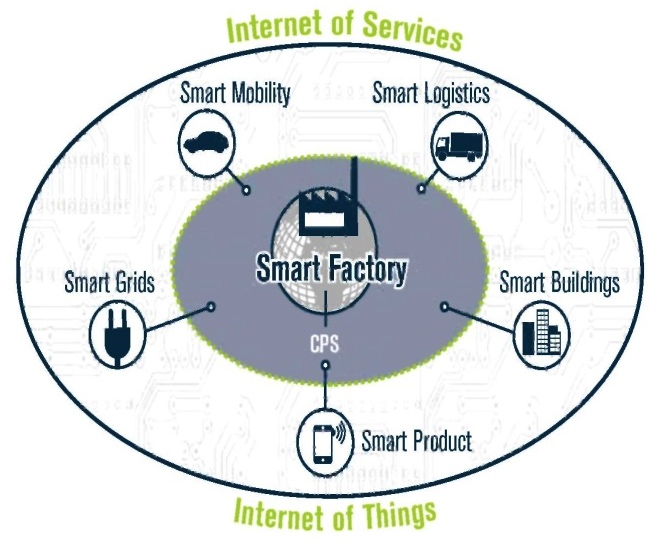 Internet of Services
Smart Mobility
Smart Logistics
Smart Factory
Smart Grids
Smart Buildings
CPS
Smart Product
Internet of Things